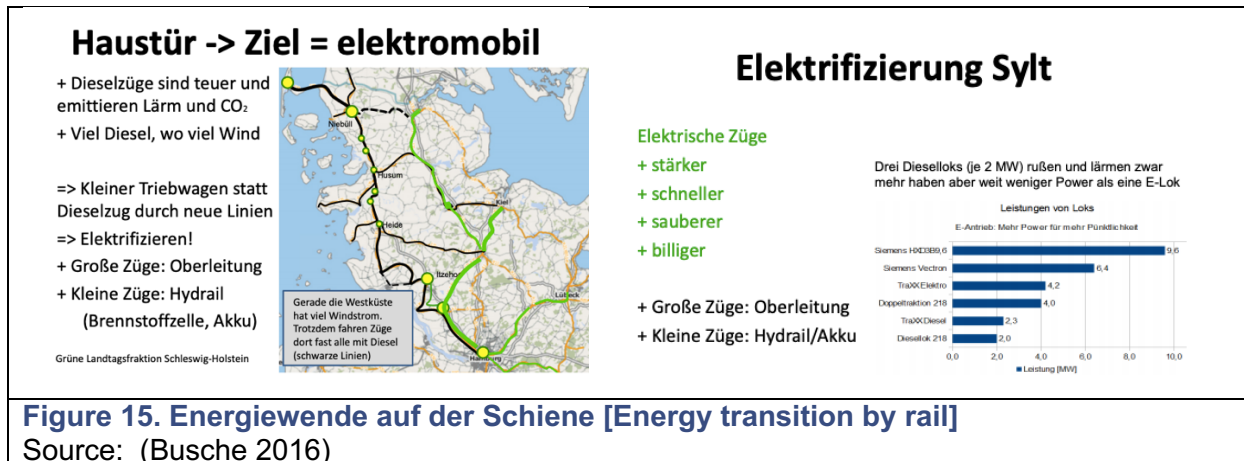 Haustür -> Ziel = elektromobil
+ Dieselzüge sind teuer und
emittieren Lärm und CO₂
+ Viel Diesel, wo viel Wind
=> Kleiner Triebwagen statt
Dieselzug durch neue Linien
=> Elektrifizieren!
+ Große Züge: Oberleitung
+ Kleine Züge: Hydrail
(Brennstoffzelle, Akku)
Grüne Landtagsfraktion Schleswig-Holstein
Niebüll
Husum
Kiel
Heide
Itzeho
Lübeck
Hamburg
Gerade die Westküste
hat viel Windstrom.
Trotzdem fahren Züge
dort fast alle mit Diesel
(schwarze Linien)
Elektrifizierung Sylt
Elektrische Züge
+ stärker
+ schneller
+ sauberer
+ billiger
+ Große Züge: Oberleitung
+ Kleine Züge: Hydrail/Akku
Drei Dieselloks (je 2 MW) rußen und lärmen zwar
mehr haben aber weit weniger Power als eine E-Lok
Leistungen von Loks
E-Antrieb: Mehr Power für mehr Pünktlichkeit
Siemens HXD3B9,6 9,6
Siemens Vectron 6,4
TraXX Elektro 4,2
Doppeltraktion 218 4,0
TraXX Diesel 2,3
Diesellok 218 2,0
0,0 2,0 4,0 6,0 8,0 10,0
Leistung [MW]
Figure 15. Energiewende auf der Schiene [Energy transition by rail]
Source: (Busche 2016)